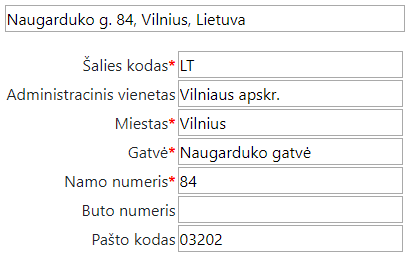 Naugarduko g. 84, Vilnius, Lietuva
Šalies kodas* LT
Administracinis vienetas Vilniaus apskr.
Miestas* Vilnius
Gatvė* Naugarduko gatvė
Namo numeris* 84
Buto numeris
Pašto kodas 03202